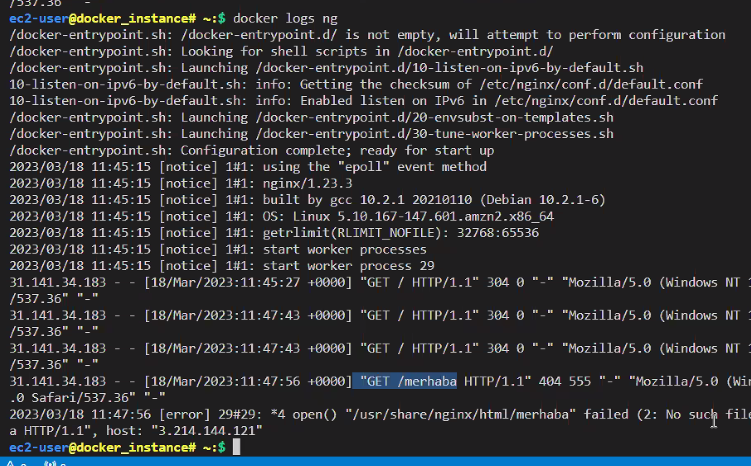 ec2-user@docker_instance# ~:$ docker logs ng
/docker-entrypoint.sh: /docker-entrypoint.d/ is not empty, will attempt to perform configuration
/docker-entrypoint.sh: Looking for shell scripts in /docker-entrypoint.d/
/docker-entrypoint.sh: Launching /docker-entrypoint.d/10-listen-on-ipv6-by-default.sh
10-listen-on-ipv6-by-default.sh: info: Getting the checksum of /etc/nginx/conf.d/default.conf
10-listen-on-ipv6-by-default.sh: info: Enabled listen on IPv6 in /etc/nginx/conf.d/default.conf
/docker-entrypoint.sh: Launching /docker-entrypoint.d/20-envsubst-on-templates.sh
/docker-entrypoint.sh: Launching /docker-entrypoint.d/30-tune-worker-processes.sh
/docker-entrypoint.sh: Configuration complete; ready for start up
2023/03/18 11:45:15 [notice] 1#1: using the "epoll" event method
2023/03/18 11:45:15 [notice] 1#1: nginx/1.23.3
2023/03/18 11:45:15 [notice] 1#1: built by gcc 10.2.1 20210110 (Debian 10.2.1-6)
2023/03/18 11:45:15 [notice] 1#1: OS: Linux 5.10.167-147.601.amzn2.x86_64
2023/03/18 11:45:15 [notice] 1#1: getrlimit(RLIMIT_NOFILE): 32768:65536
2023/03/18 11:45:15 [notice] 1#1: start worker processes
2023/03/18 11:45:15 [notice] 1#1: start worker process 29
31.141.34.183 - - [18/Mar/2023:11:45:27 +0000] "GET / HTTP/1.1" 304 0 "-" "Mozilla/5.0 (Windows NT 1
/537.36" "-"
31.141.34.183 - - [18/Mar/2023:11:47:43 +0000] "GET / HTTP/1.1" 304 0 "-" "Mozilla/5.0 (Windows NT 1
/537.36" "-"
31.141.34.183 - - [18/Mar/2023:11:47:43 +0000] "GET / HTTP/1.1" 304 0 "-" "Mozilla/5.0 (Windows NT 1
/537.36" "-"
31.141.34.183 - - [18/Mar/2023:11:47:56 +0000] "GET /merhaba HTTP/1.1" 404 555 "-" "Mozilla/5.0 (Win
.0 Safari/537.36" "-"
2023/03/18 11:47:56 [error] 29#29: *4 open() "/usr/share/nginx/html/merhaba" failed (2: No such file
a HTTP/1.1", host: "3.214.144.121"
ec2-user@docker_instance# ~:$